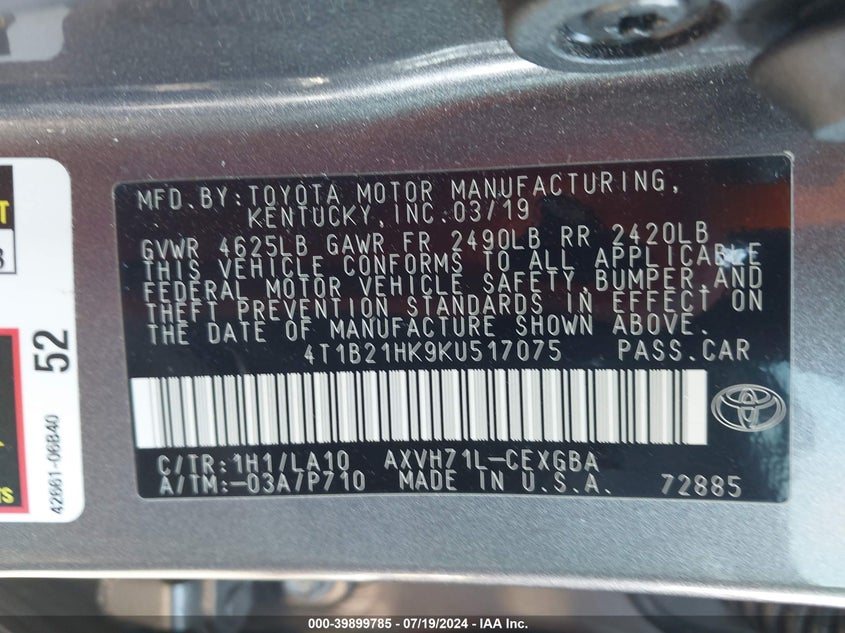 MFD.BY:TOYOTA MOTOR MANUFACTURING,
KENTUCKY,INC.03/19
GVWR 4625LB GAWR FR 2490LB RR 2420LB
THIS VEHICLE CONFORMS TO ALL APPLICABLE
FEDERAL MOTOR VEHICLE SAFETY,BUMPER,AND
THEFT PREVENTION STANDARDS IN EFFECT ON
THE DATE OF MANUFACTURE SHOWN ABOVE.
4T1B21HK9KU517075 PASS.CAR
C/TR:1H1/LA10 AXVH71L-CEXGBA
A/TM:-03A/P710 MADE IN U.S.A. 72885
52
42661-06B40
000-39899785 - 07/19/2024 - IAA Inc.